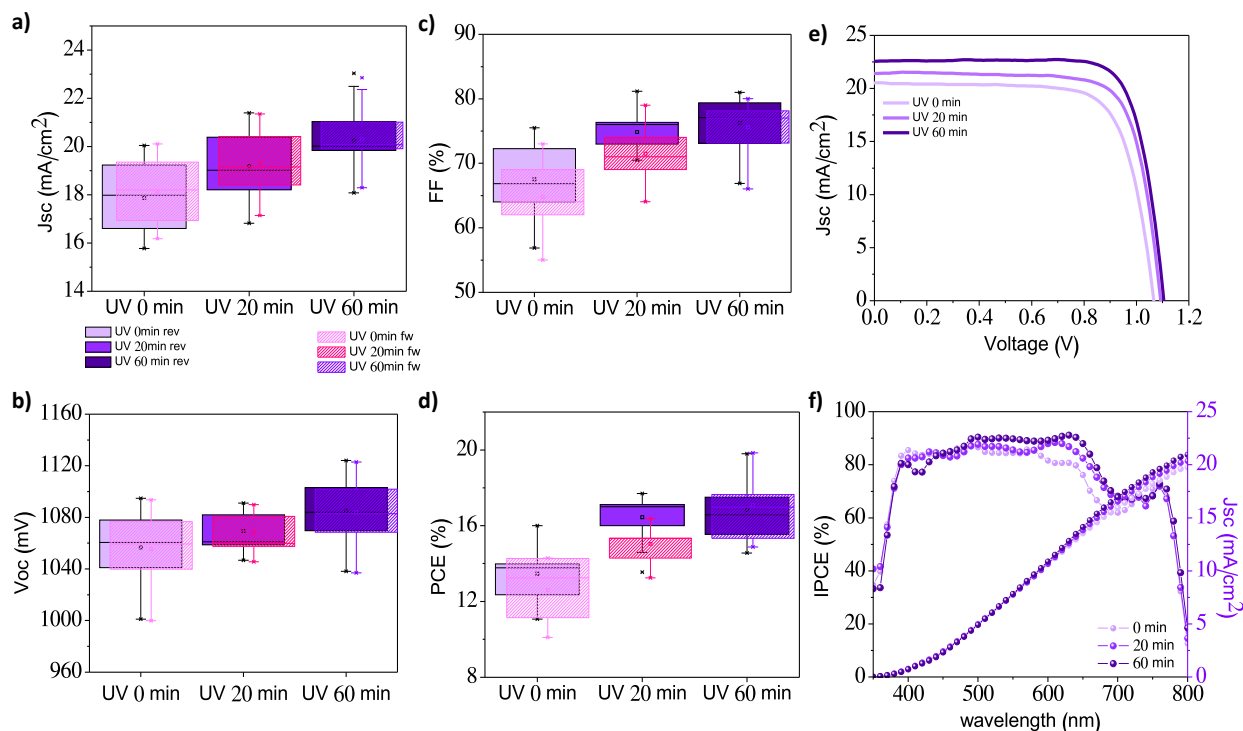 a)
Jsc (mA/cm²)
24
22
20
18
16
14
UV 0 min
UV 20 min
UV 60 min
UV 0min rev
UV 20min rev
UV 60 min rev
UV 0min fw
UV 20min fw
UV 60min fw
b)
Voc (mV)
1160
1120
1080
1040
1000
960
UV 0 min
UV 20 min
UV 60 min
c)
FF (%)
90
80
70
60
50
UV 0 min
UV 20 min
UV 60 min
d)
PCE (%)
20
16
12
8
UV 0 min
UV 20 min
UV 60 min
e)
Jsc (mA/cm²)
25
20
15
10
5
0
UV 0 min
UV 20 min
UV 60 min
0.0 0.2 0.4 0.6 0.8 1.0 1.2
Voltage (V)
f)
IPCE (%)
100
80
60
40
20
0
25
20
15
10
5
0
Jsc (mA/cm²)
0 min
20 min
60 min
400 500 600 700 800
wavelength (nm)